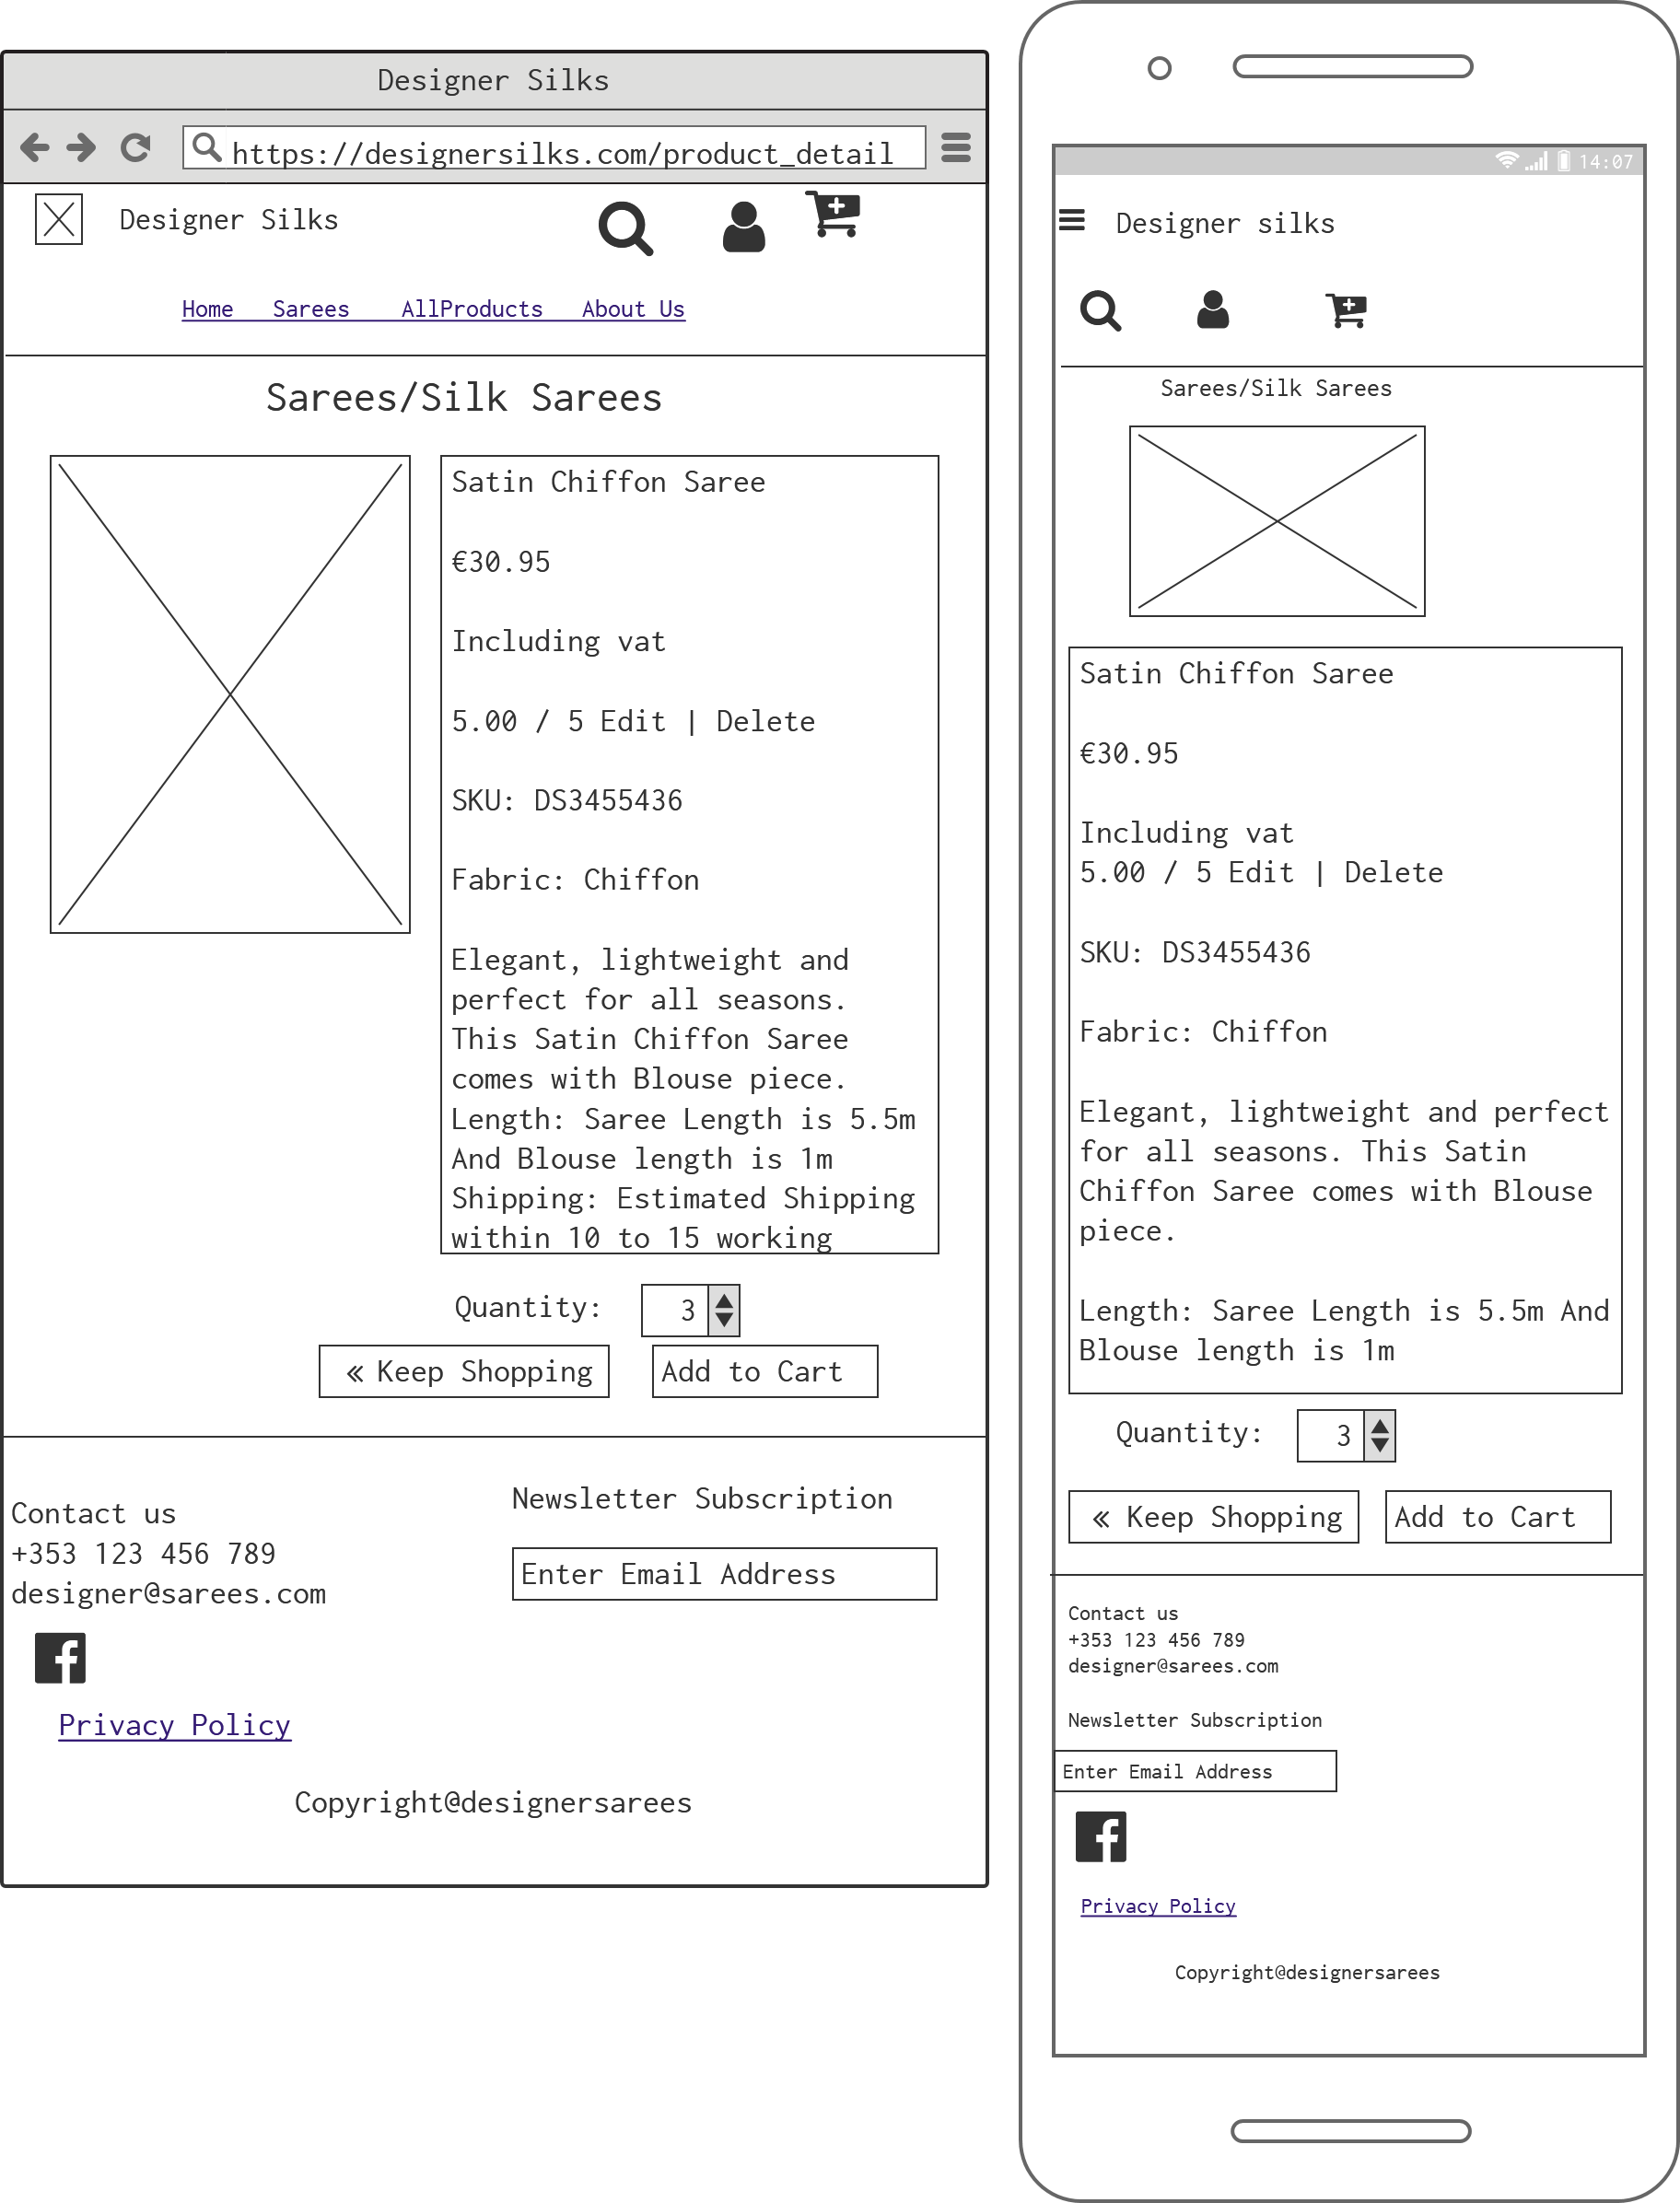 Designer Silks
https://designersilks.com/product_detail
Designer Silks
Home Sarees AllProducts About Us
Sarees/Silk Sarees
Satin Chiffon Saree
€30.95
Including vat
5.00 / 5 Edit | Delete
SKU: DS3455436
Fabric: Chiffon
Elegant, lightweight and
perfect for all seasons.
This Satin Chiffon Saree
comes with Blouse piece.
Length: Saree Length is 5.5m
And Blouse length is 1m
Shipping: Estimated Shipping
within 10 to 15 working
Quantity: 3
« Keep Shopping Add to Cart
Contact us
+353 123 456 789
designer@sarees.com
Newsletter Subscription
Enter Email Address
Privacy Policy
Copyright@designersarees
14:07
Designer silks
Sarees/Silk Sarees
Satin Chiffon Saree
€30.95
Including vat
5.00 / 5 Edit | Delete
SKU: DS3455436
Fabric: Chiffon
Elegant, lightweight and perfect
for all seasons. This Satin
Chiffon Saree comes with Blouse
piece.
Length: Saree Length is 5.5m And
Blouse length is 1m
Quantity: 3
« Keep Shopping Add to Cart
Contact us
+353 123 456 789
designer@sarees.com
Newsletter Subscription
Enter Email Address
Privacy Policy
Copyright@designersarees